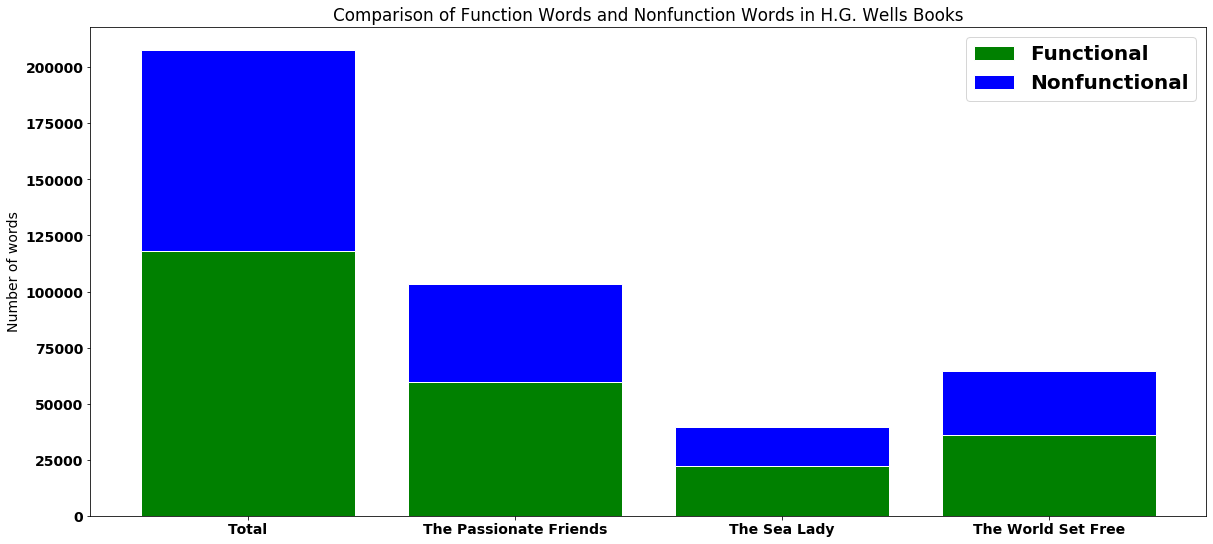 Comparison of Function Words and Nonfunction Words in H.G. Wells Books
Functional
Nonfunctional
Number of words
200000
175000
150000
125000
100000
75000
50000
25000
0
Total
The Passionate Friends
The Sea Lady
The World Set Free